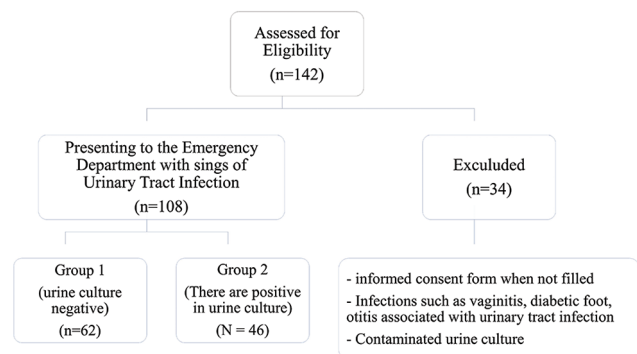 Assessed for
Eligibility
(n=142)
Presenting to the Emergency
Department with sings of
Urinary Tract Infection
(n=108)
Exculuded
(n=34)
Group 1
(urine culture
negative)
(n=62)
Group 2
(There are positive
in urine culture)
(N = 46)
- informed consent form when not filled
- Infections such as vaginitis, diabetic foot,
otitis associated with urinary tract infection
- Contaminated urine culture